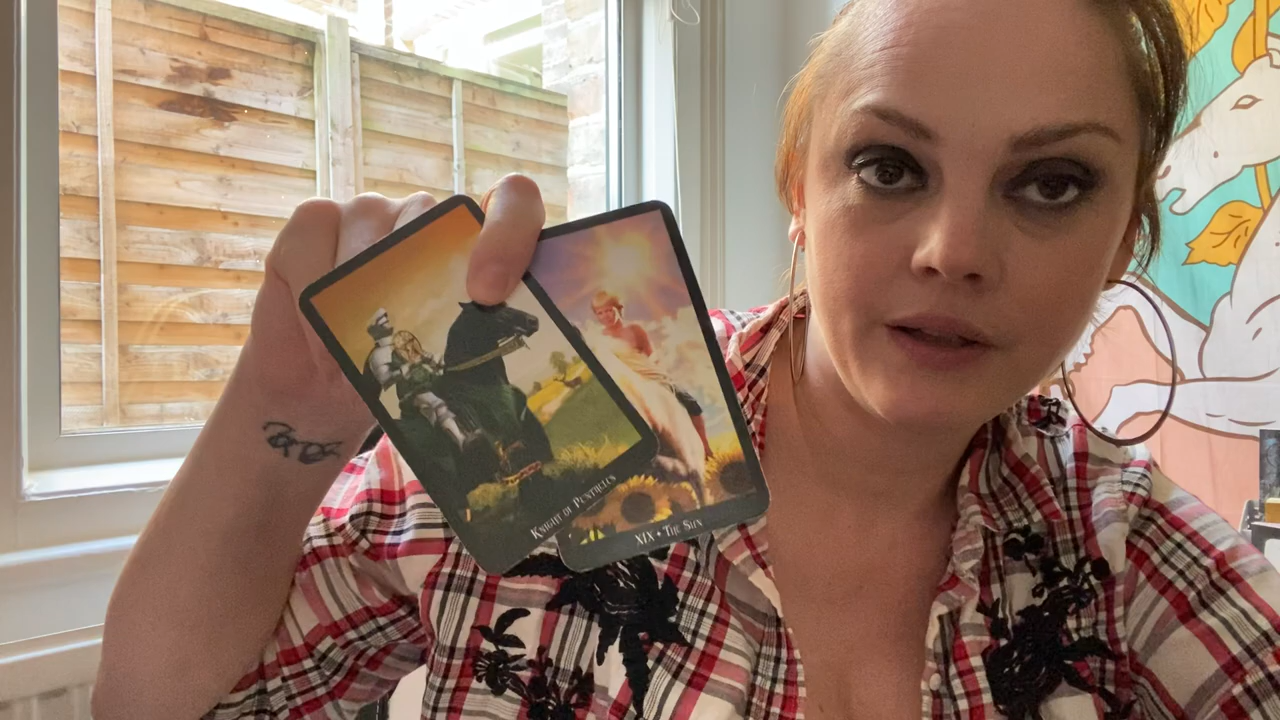 Knight of Pentacles
XIX • The Sun